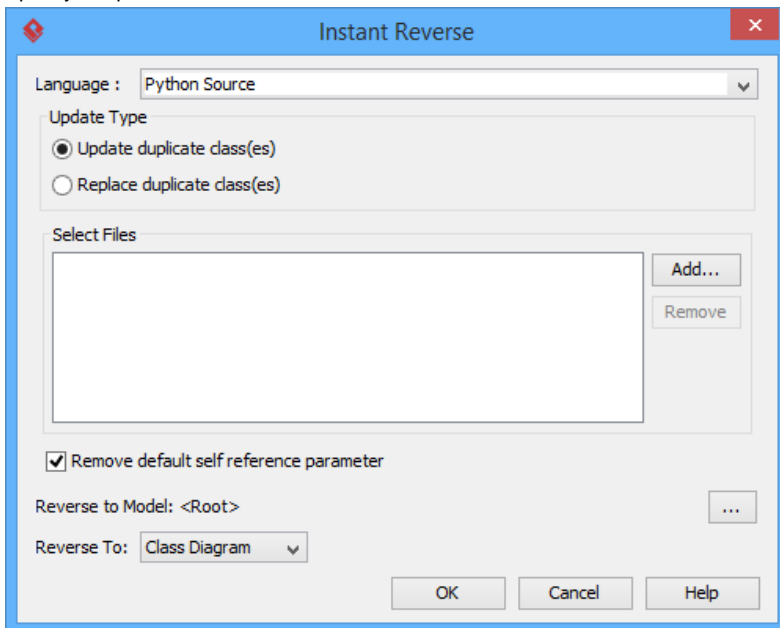 Instant Reverse
Language : Python Source
Update Type
Update duplicate class(es)
Replace duplicate class(es)
Select Files
Add...
Remove
Remove default self reference parameter
Reverse to Model: <Root>
...
Reverse To: Class Diagram
OK Cancel Help